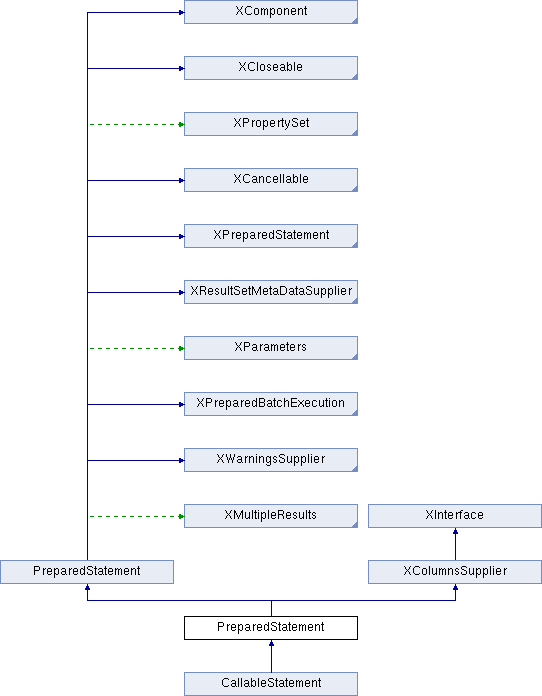 XComponent
XCloseable
XPropertySet
XCancellable
XPreparedStatement
XResultSetMetaDataSupplier
XParameters
XPreparedBatchExecution
XWarningsSupplier
XMultipleResults
XInterface
PreparedStatement
XColumnsSupplier
PreparedStatement
CallableStatement